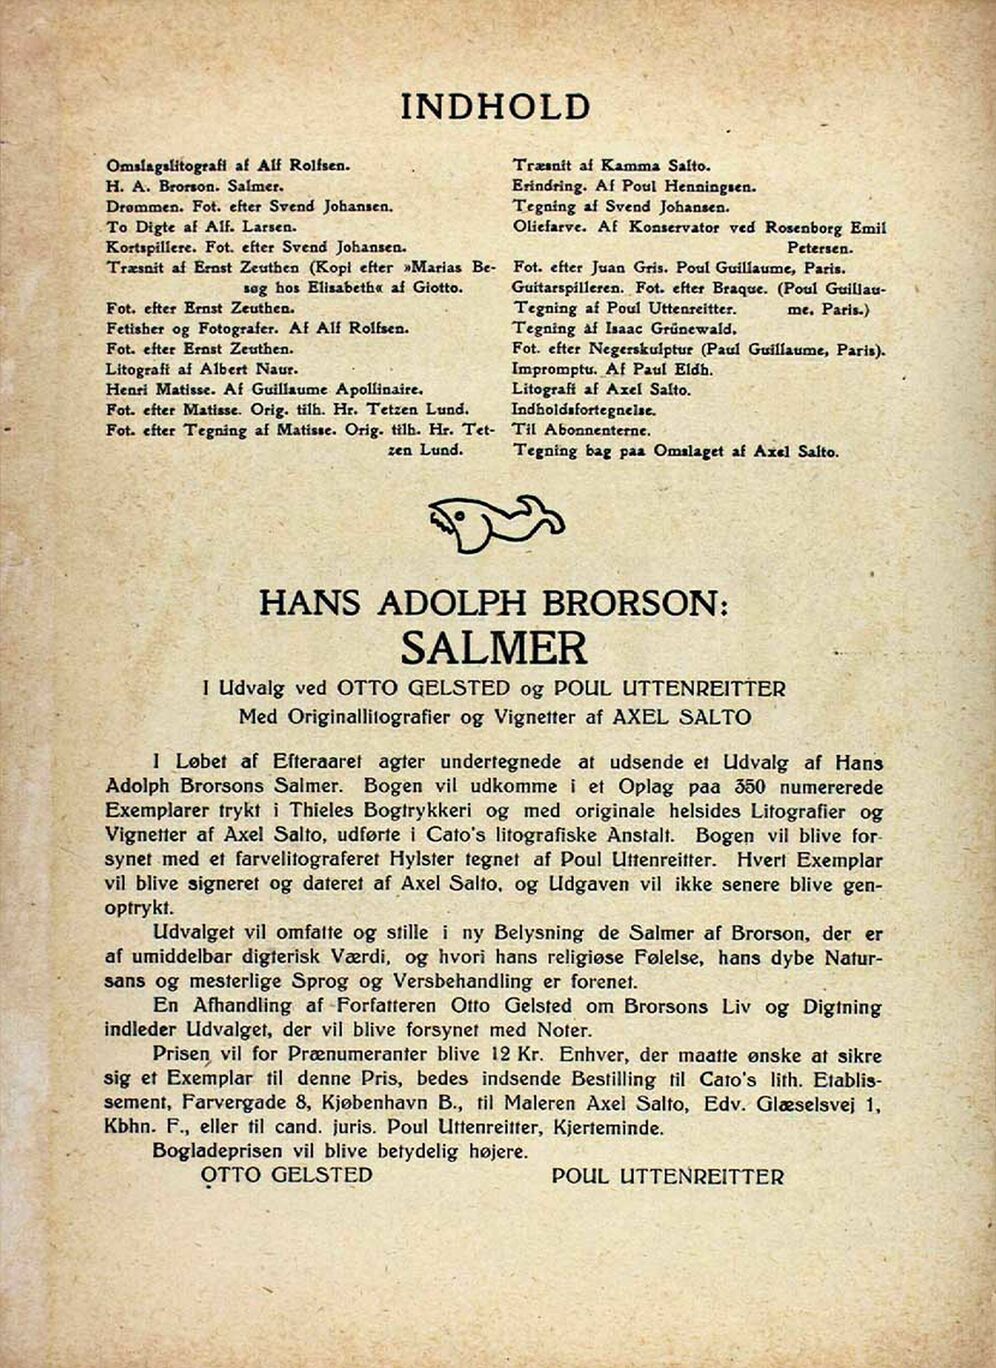 INDHOLD
Omslagslitografi af Alf Rolfsen.
H. A. Brorson. Salmer.
Drømmen. Fot. efter Svend Johansen.
To Digte af Alf. Larsen.
Kortspillere. Fot. efter Svend Johansen.
Træsnit af Ernst Zeuthen (Kopi efter »Marias Be-
søg hos Elisabeth« af Giotto.
Fot. efter Ernst Zeuthen.
Fetisher og Fotografer. Af Alf Rolfsen.
Fot. efter Ernst Zeuthen.
Litografi af Albert Naur.
Henri Matisse. Af Guillaume Apollinaire.
Fot. efter Matisse. Orig. tilh. Hr. Tetzen Lund.
Fot. efter Tegning af Matisse. Orig. tilh. Hr. Tet-
zen Lund.
Træsnit af Kamma Salto.
Erindring. Af Poul Henningsen.
Tegning af Svend Johansen.
Oliefarve. Af Konservator ved Rosenborg Emil
Petersen.
Fot. efter Juan Gris. Poul Guillaume, Paris.
Guitarspilleren. Fot. efter Braque. (Poul Guillau-
Tegning af Poul Uttenreitter. me. Paris.)
Tegning af Isaac Grünewald.
Fot. efter Negerskulptur (Paul Guillaume, Paris).
Impromptu. Af Paul Eldh.
Litografi af Axel Salto.
Indholdsfortegnelse.
Til Abonnenterne.
Tegning bag paa Omslaget af Axel Salto.
HANS ADOLPH BRORSON:
SALMER
I Udvalg ved OTTO GELSTED og POUL UTTENREITTER
Med Originallitografier og Vignetter af AXEL SALTO
I Løbet af Efteraaret agter undertegnede at udsende et Udvalg af Hans
Adolph Brorsons Salmer. Bogen vil udkomme i et Oplag paa 350 numererede
Exemplarer trykt i Thieles Bogtrykkeri og med originale helsides Litografier og
Vignetter af Axel Salto, udførte i Cato's litografiske Anstalt. Bogen vil blive for-
synet med et farvelitograferet Hylster tegnet af Poul Uttenreitter. Hvert Exemplar
vil blive signeret og dateret af Axel Salto, og Udgaven vil ikke senere blive gen-
optrykt.
Udvalget vil omfatte og stille i ny Belysning de Salmer af Brorson, der er
af umiddelbar digterisk Værdi, og hvori hans religiøse Følelse, hans dybe Natur-
sans og mesterlige Sprog og Versbehandling er forenet.
En Afhandling af Forfatteren Otto Gelsted om Brorsons Liv og Digtning
indleder Udvalget, der vil blive forsynet med Noter.
Prisen vil for Prænumeranter blive 12 Kr. Enhver, der maatte ønske at sikre
sig et Exemplar til denne Pris, bedes indsende Bestilling til Cato's lith. Etablis-
sement, Farvergade 8, Kjøbenhavn B., til Maleren Axel Salto, Edv. Glæselsvej 1,
Kbhn. F., eller til cand. juris. Poul Uttenreitter, Kjerteminde.
Bogladeprisen vil blive betydelig højere.
OTTO GELSTED POUL UTTENREITTER